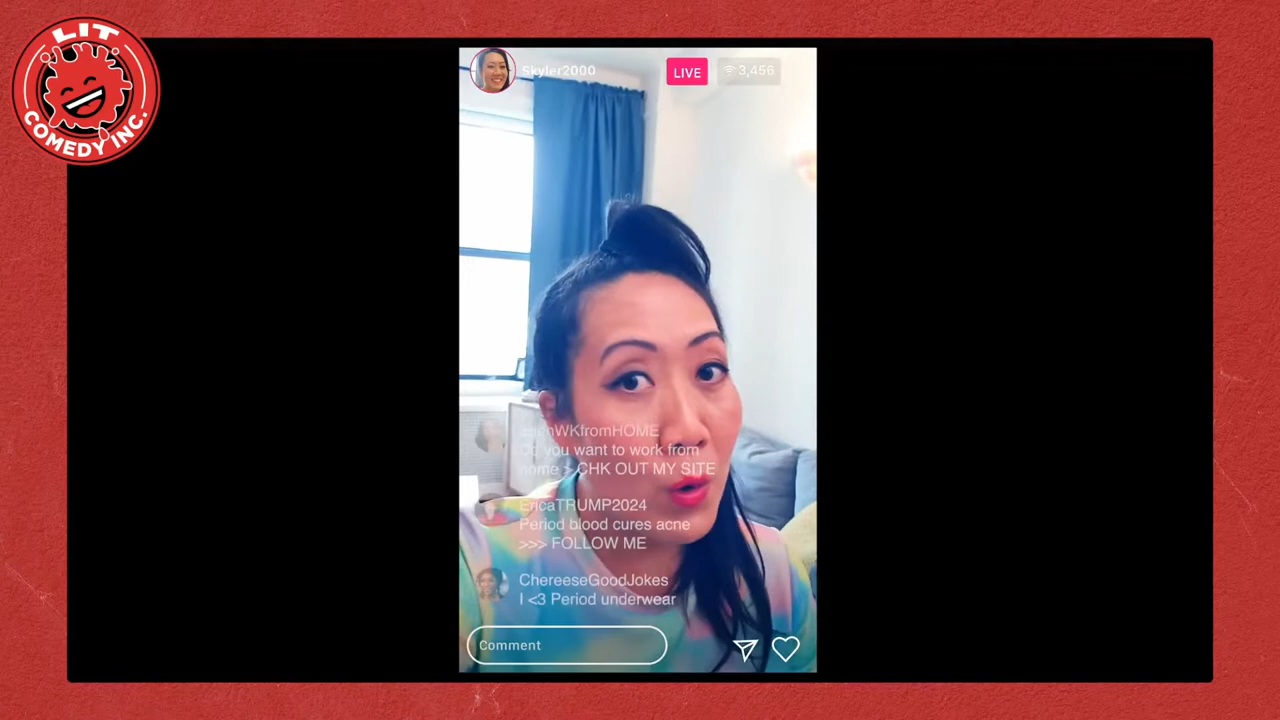 LIT
COMEDY INC.
Skyler2000
LIVE
3,456
you want to work from
home > CHK OUT MY SITE
EricaTRUMP2024
Period blood cures acne
>>> FOLLOW ME
ChereeseGoodJokes
I <3 Period underwear
Comment